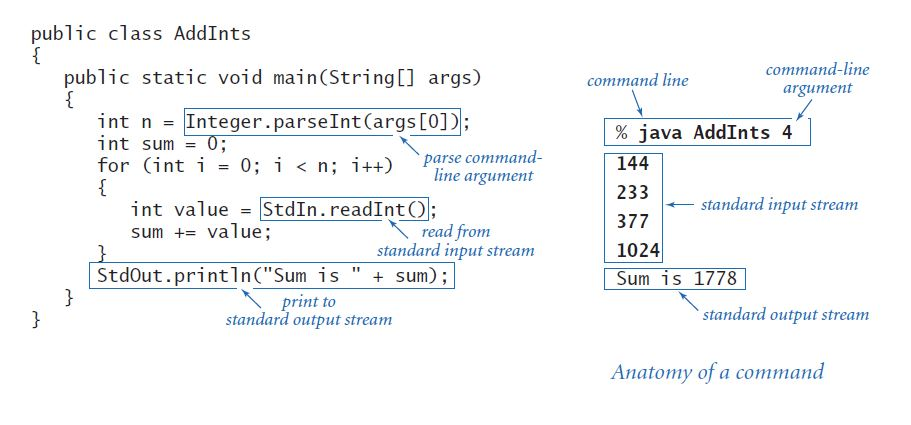 public class AddInts
{
public static void main(String[] args)
{
int n = Integer.parseInt(args[0]);
int sum = 0;
for (int i = 0; i < n; i++)
{
int value = StdIn.readInt();
sum += value;
}
StdOut.println("Sum is " + sum);
}
}
parse command-
line argument
read from
standard input stream
print to
standard output stream
command line
command-line
argument
% java AddInts 4
144
233
377
1024
standard input stream
Sum is 1778
standard output stream
Anatomy of a command